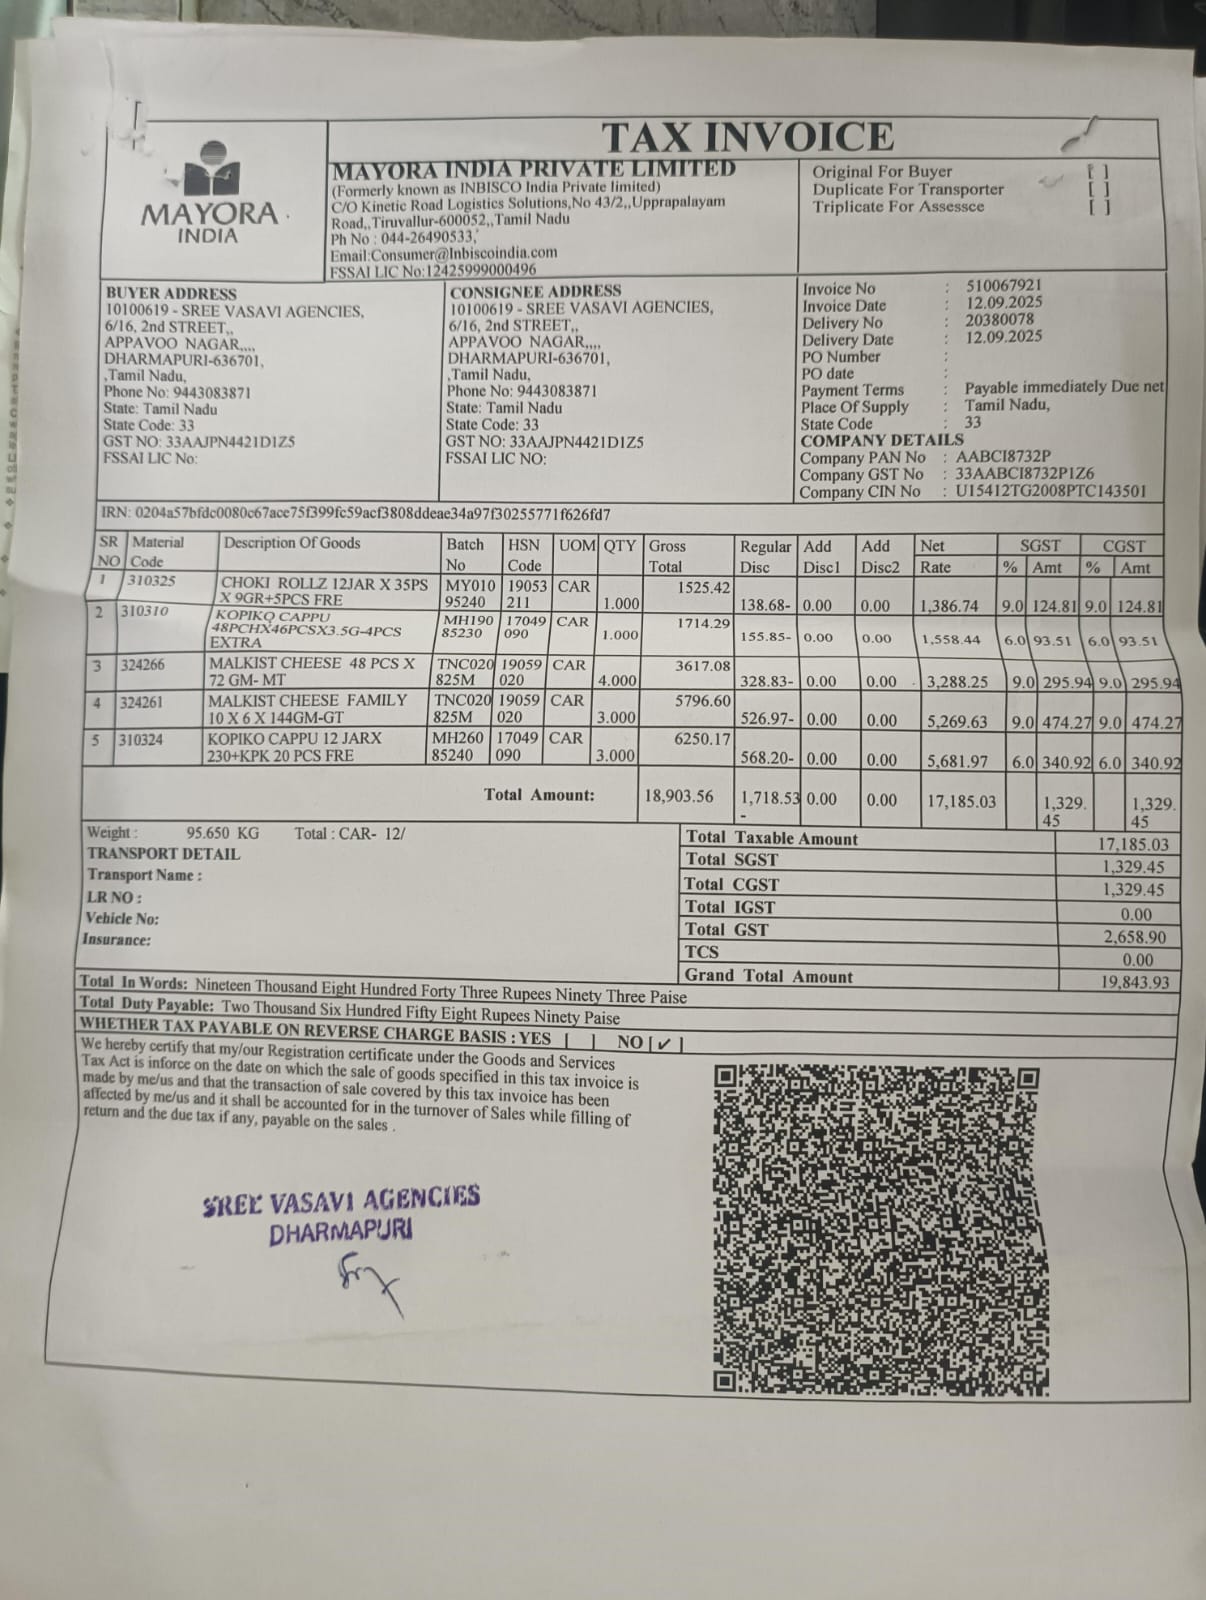 TAX INVOICE
MAYORA
INDIA
MAYORA INDIA PRIVATE LIMITED
(Formerly known as INBISCO India Private limited)
C/O Kinetic Road Logistics Solutions,No 43/2,,Upprapalayam
Road,,Tiruvallur-600052,,Tamil Nadu
Ph No : 044-26490533,
Email:Consumer@Inbiscoindia.com
FSSAI LIC No:12425999000496
Original For Buyer [ ]
Duplicate For Transporter [ ]
Triplicate For Assessce [ ]
BUYER ADDRESS
10100619 - SREE VASAVI AGENCIES,
6/16, 2nd STREET,,
APPAVOO NAGAR,,,,
DHARMAPURI-636701,
,Tamil Nadu,
Phone No: 9443083871
State: Tamil Nadu
State Code: 33
GST NO: 33AAJPN4421D1Z5
FSSAI LIC No:
CONSIGNEE ADDRESS
10100619 - SREE VASAVI AGENCIES,
6/16, 2nd STREET,,
APPAVOO NAGAR,,,,
DHARMAPURI-636701,
,Tamil Nadu,
Phone No: 9443083871
State: Tamil Nadu
State Code: 33
GST NO: 33AAJPN4421D1Z5
FSSAI LIC NO:
Invoice No : 510067921
Invoice Date : 12.09.2025
Delivery No : 20380078
Delivery Date : 12.09.2025
PO Number :
PO date :
Payment Terms : Payable immediately Due net
Place Of Supply : Tamil Nadu,
State Code : 33
COMPANY DETAILS
Company PAN No : AABCI8732P
Company GST No : 33AABCI8732P1Z6
Company CIN No : U15412TG2008PTC143501
IRN: 0204a57bfdc0080c67ace75f399fc59acf3808ddeae34a97f30255771f626fd7
SR Material Description Of Goods Batch HSN UOM QTY Gross Regular Add Add Net SGST CGST
NO Code No Code Total Disc Disc1 Disc2 Rate % Amt % Amt
1 310325 CHOKI ROLLZ 12JAR X 35PS MY010 19053 CAR 1525.42
X 9GR+5PCS FRE 95240 211 1.000 138.68- 0.00 0.00 1,386.74 9.0 124.81 9.0 124.81
2 310310 KOPIKO CAPPU MH190 17049 CAR 1714.29
48PCHX46PCSX3.5G-4PCS 85230 090 1.000 155.85- 0.00 0.00 1,558.44 6.0 93.51 6.0 93.51
EXTRA
3 324266 MALKIST CHEESE 48 PCS X TNC020 19059 CAR 3617.08
72 GM- MT 825M 020 4.000 328.83- 0.00 0.00 3,288.25 9.0 295.94 9.0 295.94
4 324261 MALKIST CHEESE FAMILY TNC020 19059 CAR 5796.60
10 X 6 X 144GM-GT 825M 020 3.000 526.97- 0.00 0.00 5,269.63 9.0 474.27 9.0 474.27
5 310324 KOPIKO CAPPU 12 JARX MH260 17049 CAR 6250.17
230+KPK 20 PCS FRE 85240 090 3.000 568.20- 0.00 0.00 5,681.97 6.0 340.92 6.0 340.92
Total Amount: 18,903.56 1,718.53 0.00 0.00 17,185.03 1,329. 1,329.
- 45 45
Weight : 95.650 KG Total : CAR- 12/
TRANSPORT DETAIL
Transport Name :
LR NO :
Vehicle No:
Insurance:
Total Taxable Amount 17,185.03
Total SGST 1,329.45
Total CGST 1,329.45
Total IGST 0.00
Total GST 2,658.90
TCS 0.00
Grand Total Amount 19,843.93
Total In Words: Nineteen Thousand Eight Hundred Forty Three Rupees Ninety Three Paise
Total Duty Payable: Two Thousand Six Hundred Fifty Eight Rupees Ninety Paise
WHETHER TAX PAYABLE ON REVERSE CHARGE BASIS : YES [ ] NO [✓]
We hereby certify that my/our Registration certificate under the Goods and Services
Tax Act is inforce on the date on which the sale of goods specified in this tax invoice is
made by me/us and that the transaction of sale covered by this tax invoice has been
affected by me/us and it shall be accounted for in the turnover of Sales while filling of
return and the due tax if any, payable on the sales .
SREE VASAVI AGENCIES
DHARMAPURI